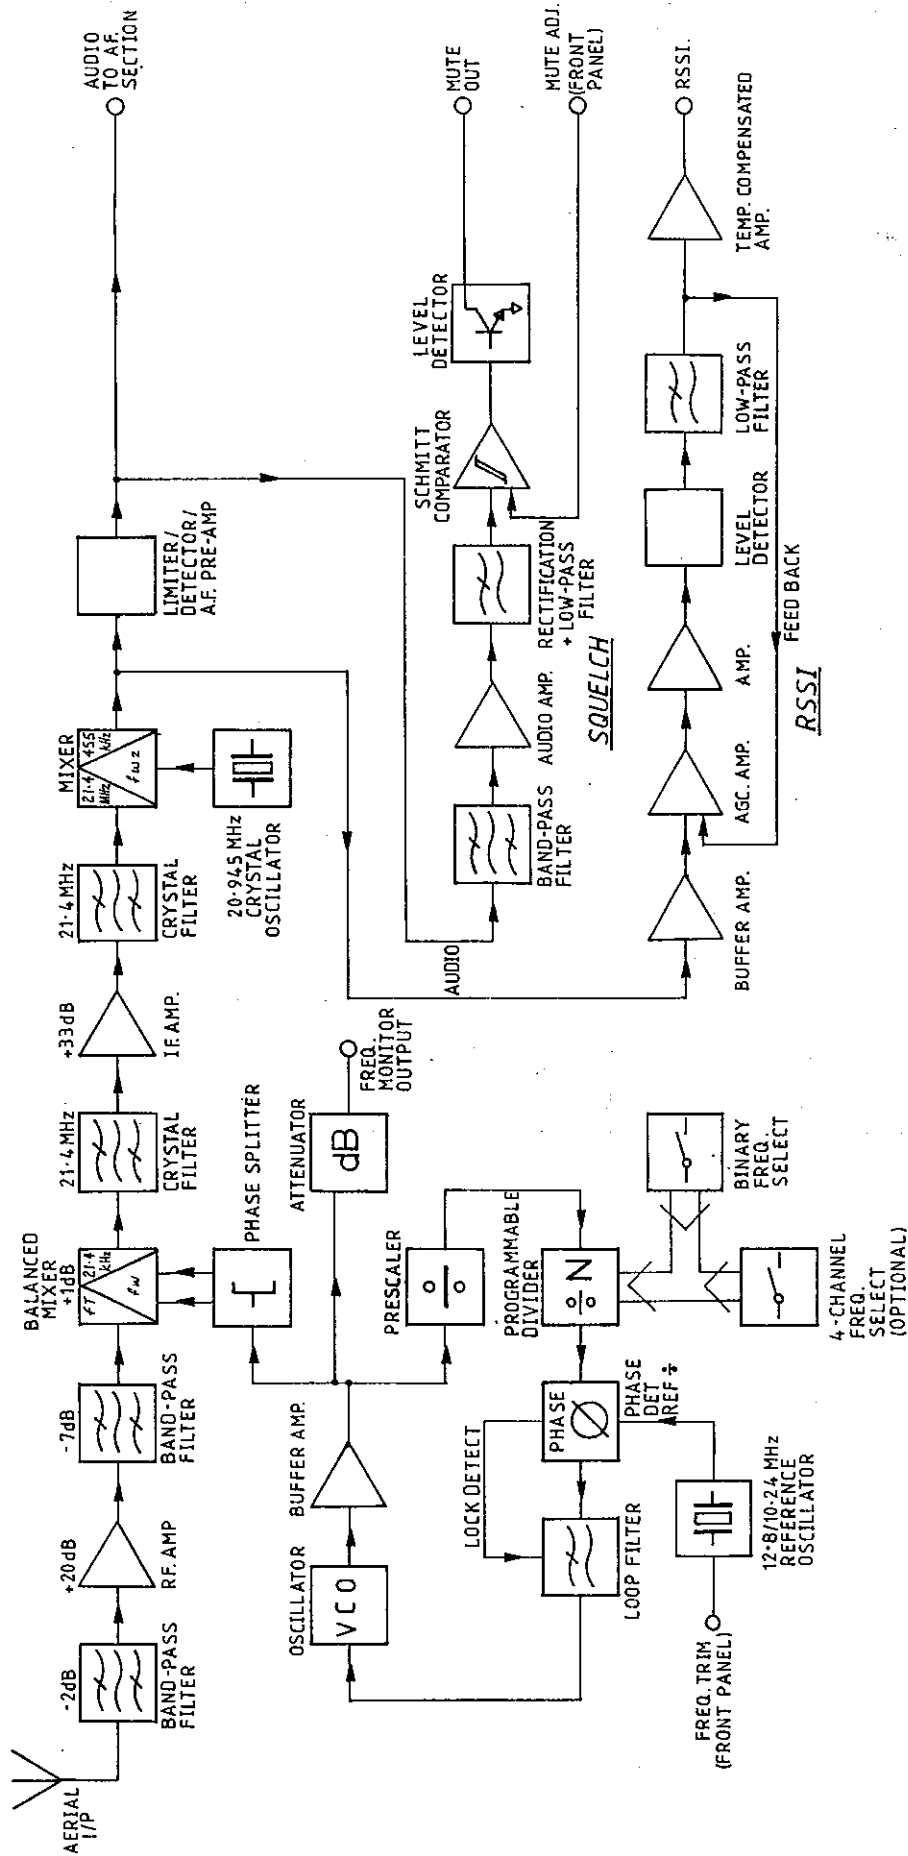 AERIAL
I/P
-2dB
BAND-PASS
FILTER
+20dB
RF. AMP
-7dB
BAND-PASS
FILTER
BALANCED
MIXER
+1dB
fT
21·4
kHz
fw
21·4MHz
CRYSTAL
FILTER
+33dB
I.F.AMP.
21·4MHz
CRYSTAL
FILTER
MIXER
21·4
MHz
455
kHz
fwz
20·945 MHz
CRYSTAL
OSCILLATOR
LIMITER/
DETECTOR/
A.F. PRE-AMP
AUDIO
TO A.F.
SECTION
PHASE SPLITTER
ATTENUATOR
dB
FREQ.
MONITOR
OUTPUT
OSCILLATOR
VCO
BUFFER AMP.
PRESCALER
÷
PROGRAMMABLE
DIVIDER
÷N
BINARY
FREQ.
SELECT
4-CHANNEL
FREQ.
SELECT
(OPTIONAL)
LOCK DETECT
PHASE
Ø
PHASE
DET
REF ÷
LOOP FILTER
12·8/10·24 MHz
REFERENCE
OSCILLATOR
FREQ. TRIM
(FRONT PANEL)
AUDIO
BAND-PASS
FILTER
AUDIO AMP.
RECTIFICATION
+ LOW-PASS
FILTER
SCHMITT
COMPARATOR
LEVEL
DETECTOR
MUTE
OUT
MUTE ADJ.
(FRONT
PANEL)
SQUELCH
BUFFER AMP.
AGC. AMP.
AMP.
LEVEL
DETECTOR
LOW-PASS
FILTER
TEMP. COMPENSATED
AMP.
RSSI.
FEED BACK
RSSI